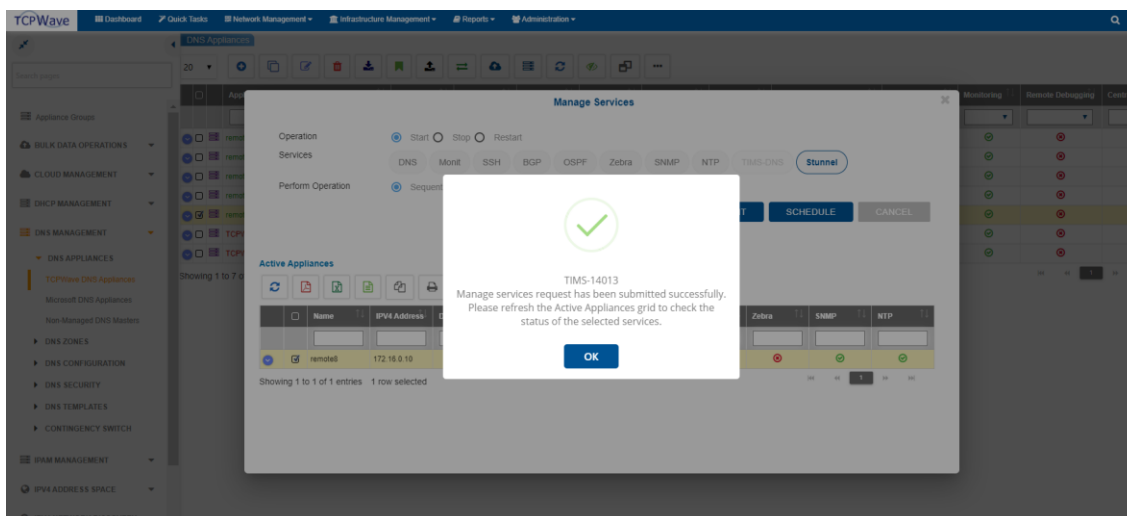 TCPWave
Dashboard
Quick Tasks
Network Management
Infrastructure Management
Reports
Administration
DNS Appliances
20
Search pages
Appliance Groups
BULK DATA OPERATIONS
CLOUD MANAGEMENT
DHCP MANAGEMENT
DNS MANAGEMENT
DNS APPLIANCES
TCPWave DNS Appliances
Microsoft DNS Appliances
Non-Managed DNS Masters
DNS ZONES
DNS CONFIGURATION
DNS SECURITY
DNS TEMPLATES
CONTINGENCY SWITCH
IPAM MANAGEMENT
IPV4 ADDRESS SPACE
Monitoring
Remote Debugging
Showing 1 to 7 o
1
Manage Services
Operation
Start
Stop
Restart
Services
DNS
Monit
SSH
BGP
OSPF
Zebra
SNMP
NTP
TIMS-DNS
Stunnel
Perform Operation
Sequent
SCHEDULE
CANCEL
Active Appliances
Name
IPV4 Address
Zebra
SNMP
NTP
remote8
172.16.0.10
Showing 1 to 1 of 1 entries
1 row selected
1
TIMS-14013
Manage services request has been submitted successfully.
Please refresh the Active Appliances grid to check the
status of the selected services.
OK